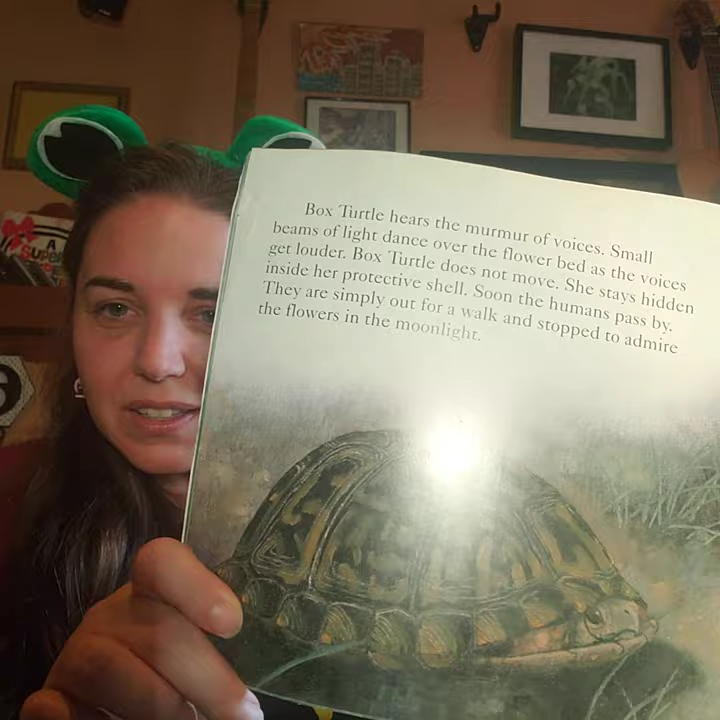 Box Turtle hears the murmur of voices. Small
beams of light dance over the flower bed as the voices
get louder. Box Turtle does not move. She stays hidden
inside her protective shell. Soon the humans pass by.
They are simply out for a walk and stopped to admire
the flowers in the moonlight.
A
SUPER